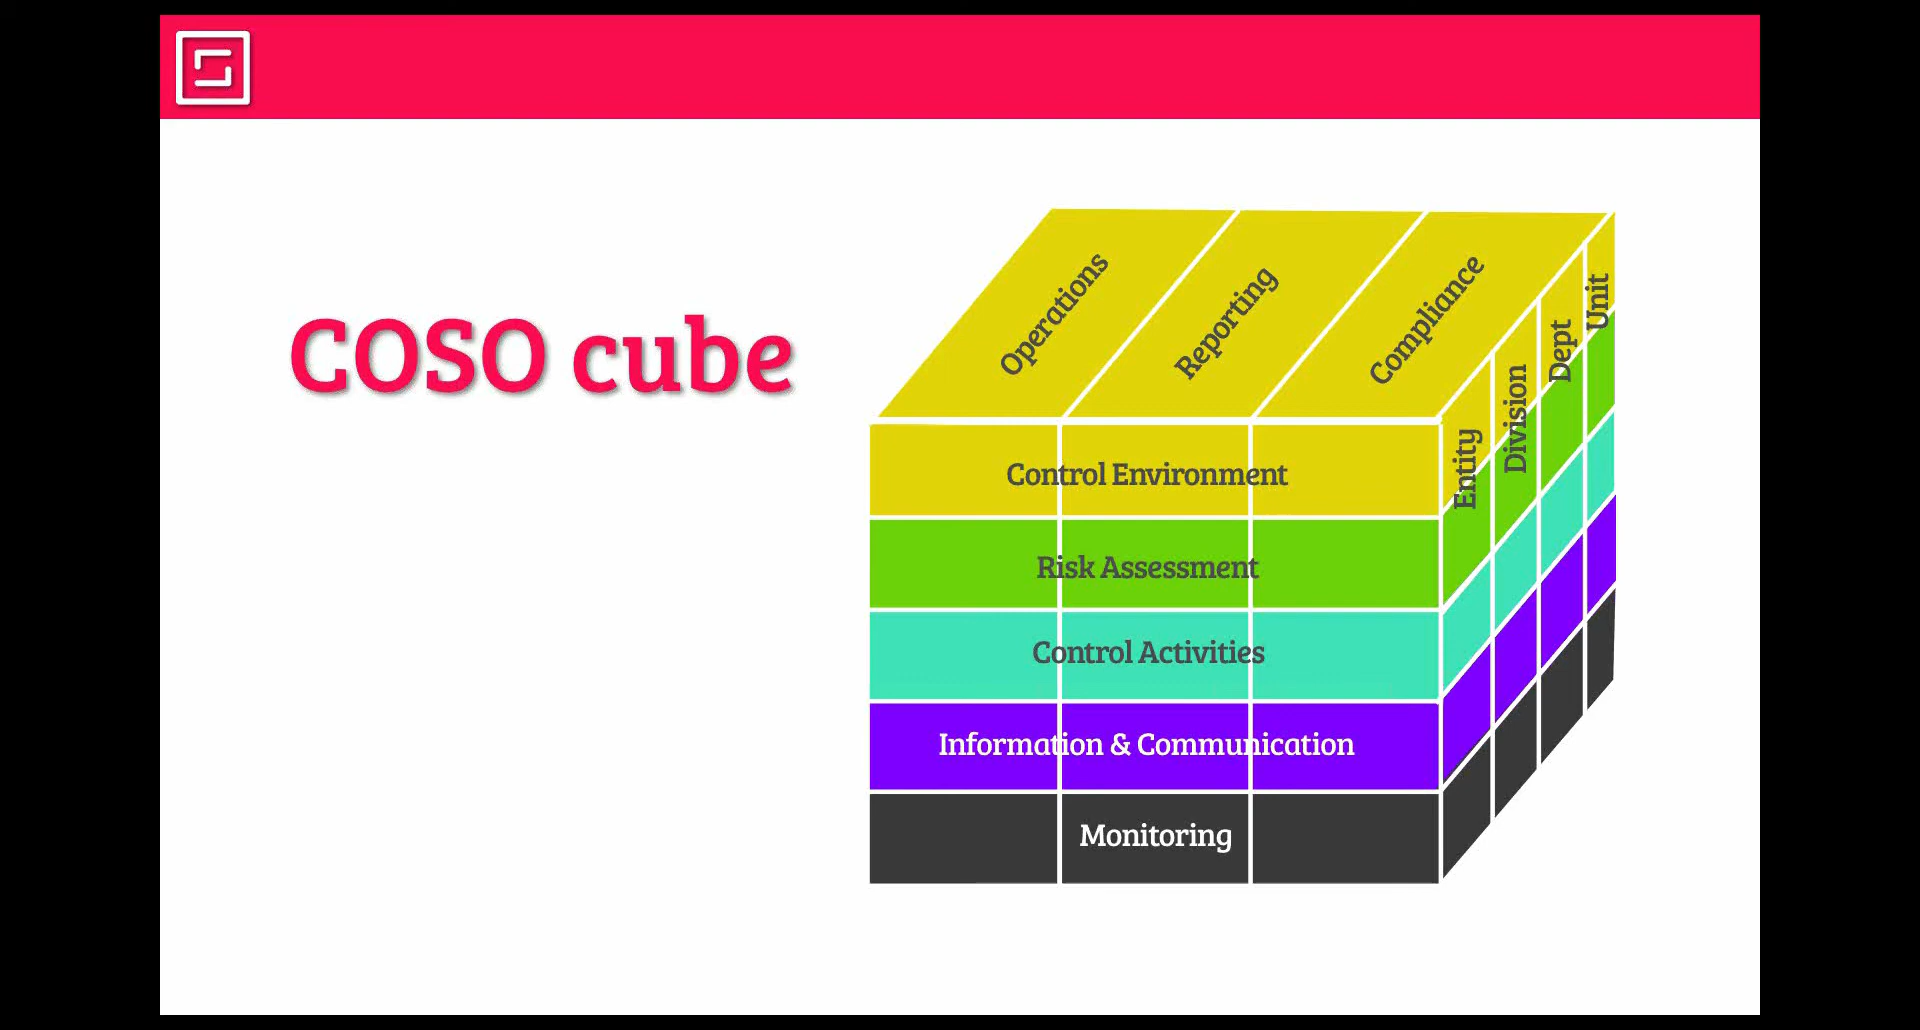 COSO cube
Operations
Reporting
Compliance
Unit
Dept
Division
Entity
Control Environment
Risk Assessment
Control Activities
Information & Communication
Monitoring